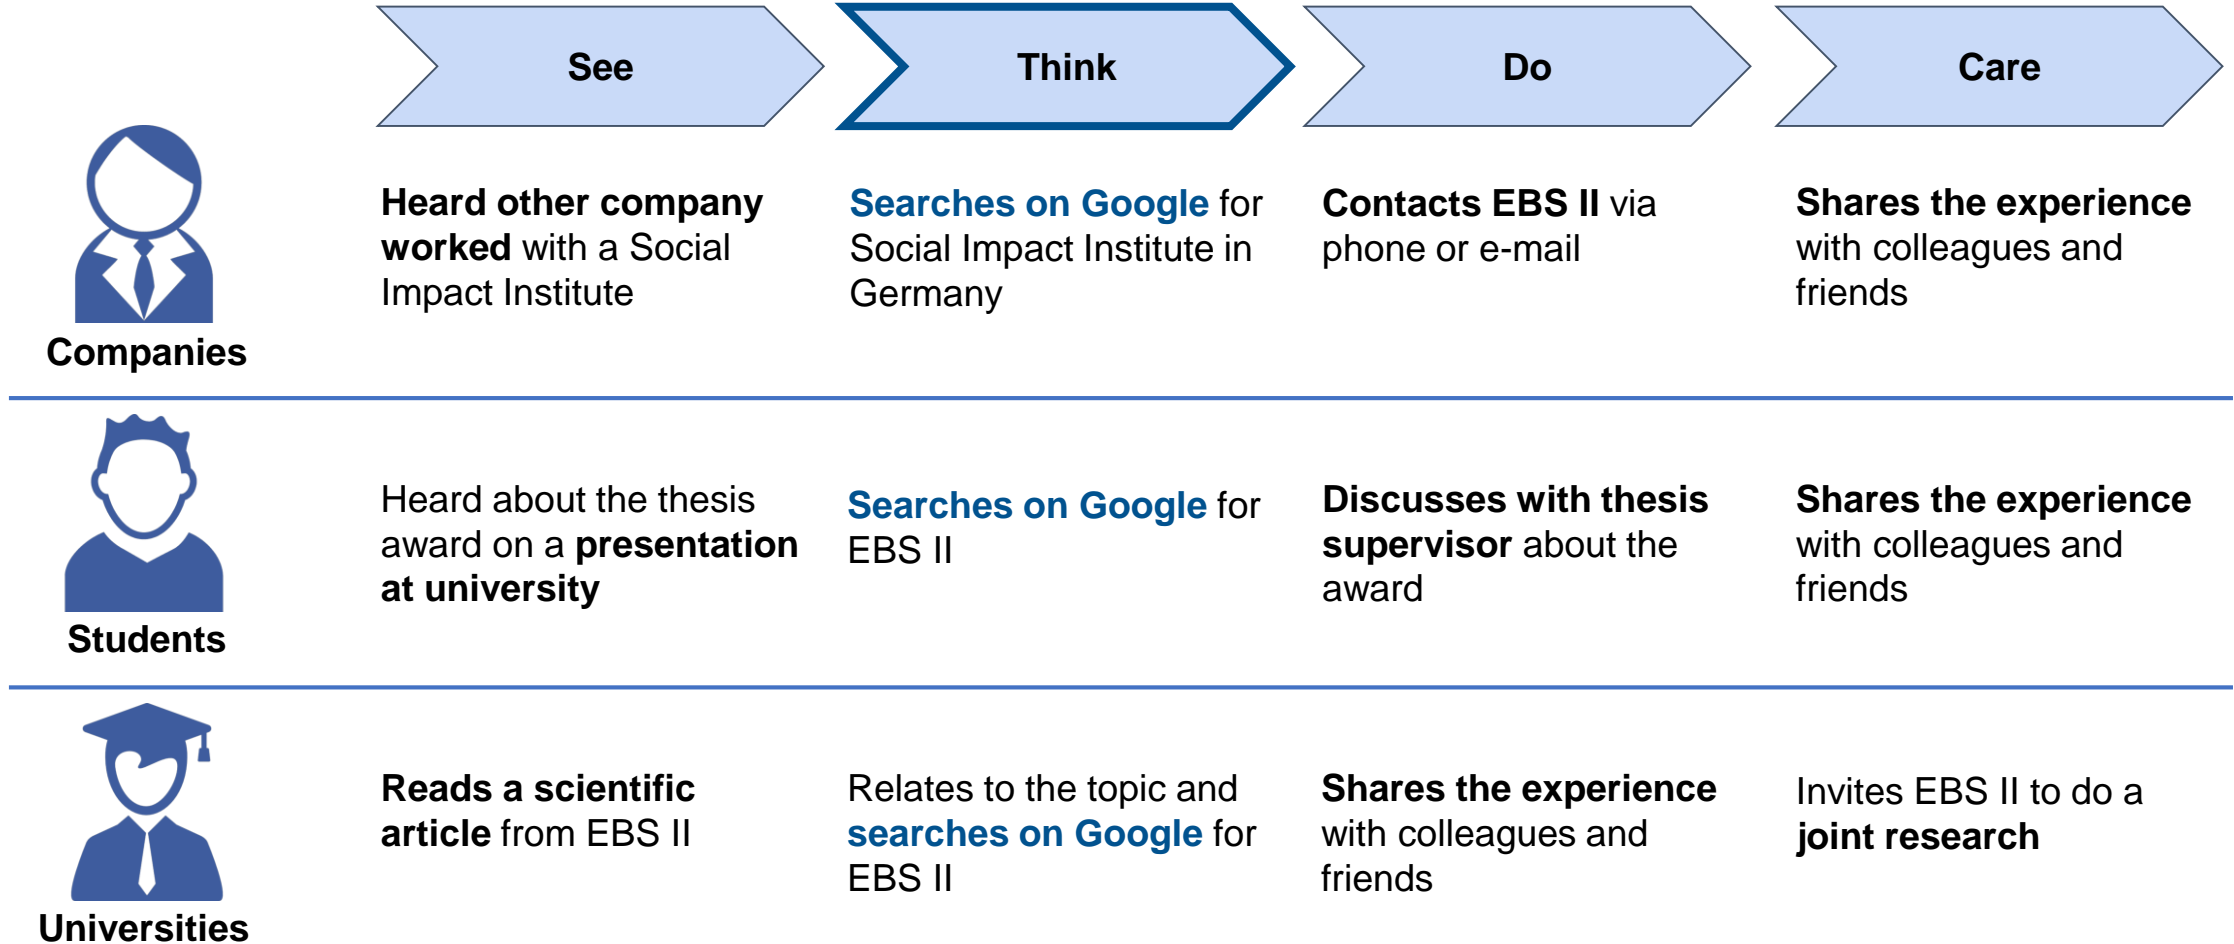 See
Think
Do
Care
Companies
Heard other company
worked with a Social
Impact Institute
Searches on Google for
Social Impact Institute in
Germany
Contacts EBS II via
phone or e-mail
Shares the experience
with colleagues and
friends
Students
Heard about the thesis
award on a presentation
at university
Searches on Google for
EBS II
Discusses with thesis
supervisor about the
award
Shares the experience
with colleagues and
friends
Universities
Reads a scientific
article from EBS II
Relates to the topic and
searches on Google for
EBS II
Shares the experience
with colleagues and
friends
Invites EBS II to do a
joint research